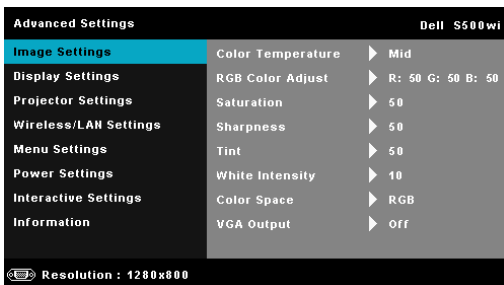 Advanced Settings Dell S500wi
Image Settings Color Temperature Mid
Display Settings RGB Color Adjust R: 50 G: 50 B: 50
Projector Settings Saturation 50
Wireless/LAN Settings Sharpness 50
Menu Settings Tint 50
Power Settings White Intensity 10
Interactive Settings Color Space RGB
Information VGA Output Off
Resolution : 1280x800